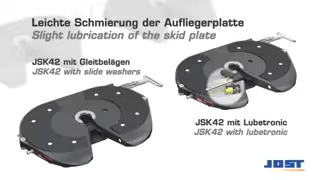 Leichte Schmierung der Aufliegerplatte
Slight lubrication of the skid plate
JSK42 mit Gleitbelägen
JSK42 with slide washers
JSK42 mit Lubetronic
JSK42 with lubetronic
JOST